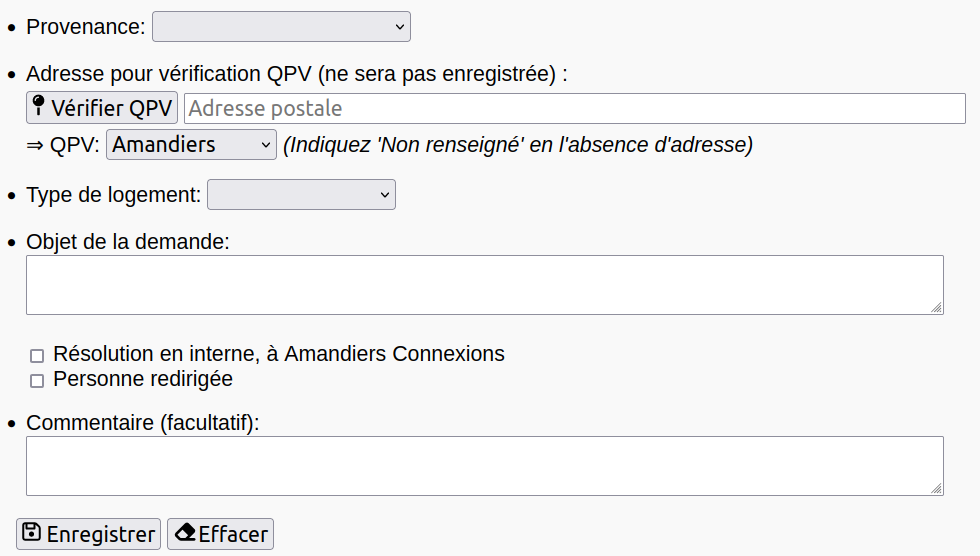 • Provenance:
• Adresse pour vérification QPV (ne sera pas enregistrée) :
Vérifier QPV Adresse postale
⇒ QPV: Amandiers (Indiquez 'Non renseigné' en l'absence d'adresse)
• Type de logement:
• Objet de la demande:
Résolution en interne, à Amandiers Connexions
Personne redirigée
• Commentaire (facultatif):
Enregistrer Effacer